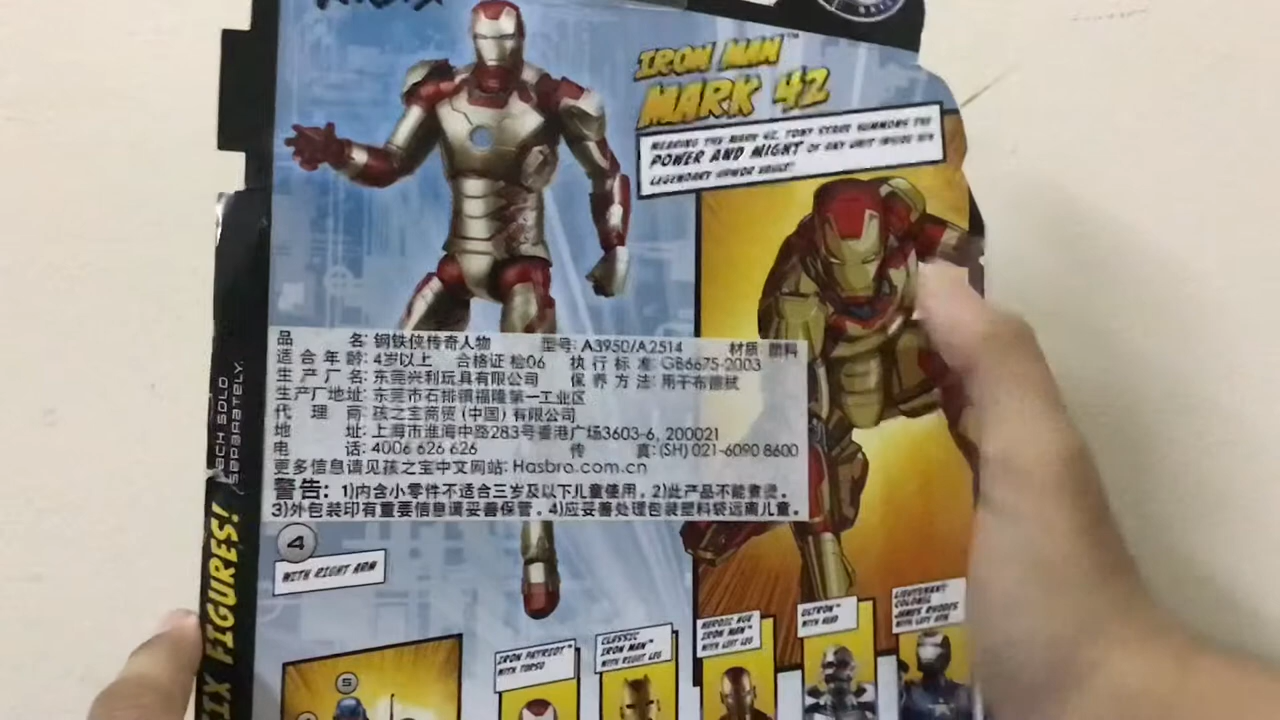 IRON MAN™
MARK 42
WEARING THE MARK 42, TONY STARK SUMMONS THE
POWER AND MIGHT OF ANY UNIT INSIDE HIS
LEGENDARY ARMOR VAULT!
品 名: 钢铁侠传奇人物 型号: A3950/A2514 材质: 塑料
适合年龄: 4岁以上 合格证 检06 执行标准: GB6675-2003
生产厂名: 东莞兴利玩具有限公司 保养方法: 用干布轻拭
生产厂地址: 东莞市石排镇福隆第一工业区
代理商: 孩之宝商贸 (中国) 有限公司
地 址: 上海市淮海中路283号香港广场3603-6, 200021
电 话: 4006 626 626 传 真: (SH) 021-6090 8600
更多信息请见孩之宝中文网站: Hasbro.com.cn
警告: 1)内含小零件不适合三岁及以下儿童使用。2)此产品不能煮烫。
3)外包装印有重要信息请妥善保管。4)应妥善处理包装塑料袋远离儿童。
ACH SOLD
SEPARATELY.
IX FIGURES!
4
WITH RIGHT ARM
5
IRON PATRIOT™
WITH TORSO
CLASSIC
IRON MAN™
WITH RIGHT LEG
HEROIC AGE
IRON MAN™
WITH LEFT LEG
ULTRON™
WITH HEAD
LIEUTENANT
COLONEL
JAMES RHODES
WITH LEFT ARM